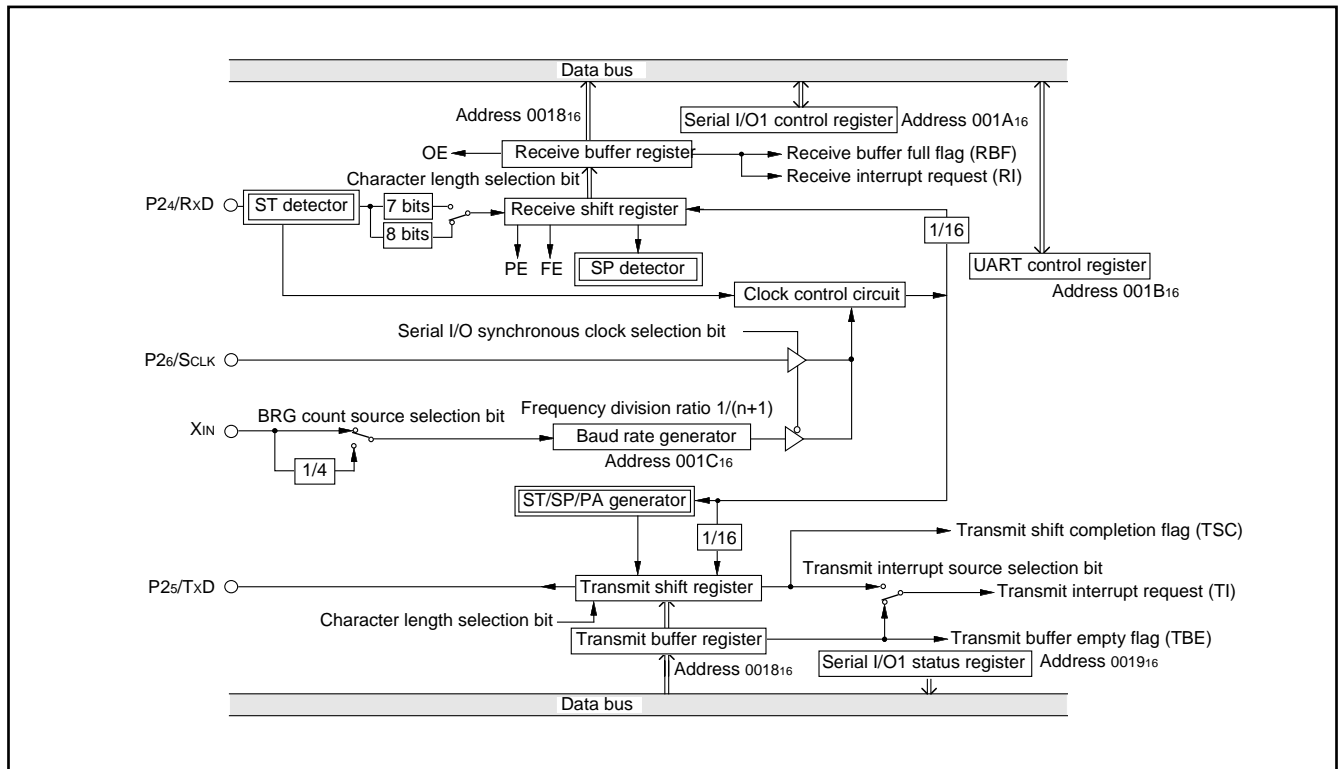 Data bus
Address 001816
Serial I/O1 control register Address 001A16
OE Receive buffer register Receive buffer full flag (RBF)
Character length selection bit Receive interrupt request (RI)
P24/RXD ST detector 7 bits Receive shift register
8 bits 1/16
PE FE SP detector UART control register
Address 001B16
Clock control circuit
Serial I/O synchronous clock selection bit
P26/SCLK
BRG count source selection bit Frequency division ratio 1/(n+1)
XIN Baud rate generator
1/4 Address 001C16
ST/SP/PA generator
1/16 Transmit shift completion flag (TSC)
Transmit interrupt source selection bit
P25/TXD Transmit shift register Transmit interrupt request (TI)
Character length selection bit
Transmit buffer register Transmit buffer empty flag (TBE)
Address 001816 Serial I/O1 status register Address 001916
Data bus